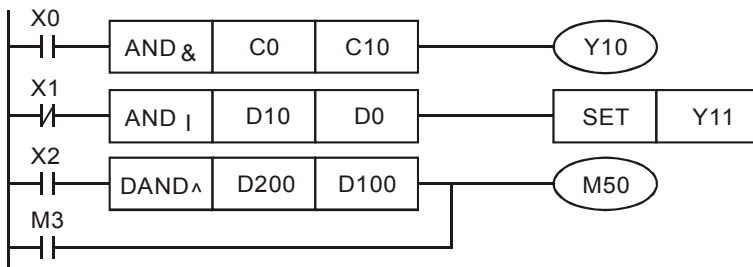 X0
AND & C0 C10 Y10
X1
AND | D10 D0 SET Y11
X2
DAND^ D200 D100 M50
M3